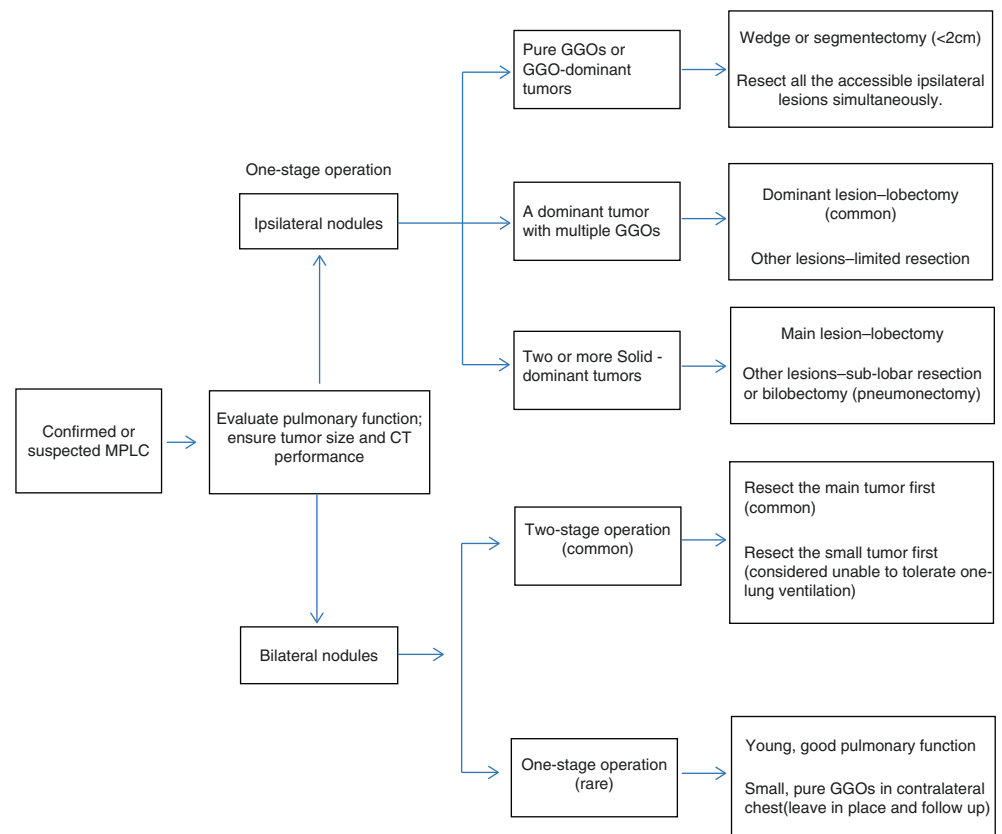 Pure GGOs or
GGO-dominant
tumors
Wedge or segmentectomy (<2cm)
Resect all the accessible ipsilateral
lesions simultaneously.
One-stage operation
Ipsilateral nodules
A dominant tumor
with multiple GGOs
Dominant lesion–lobectomy
(common)
Other lesions–limited resection
Two or more Solid -
dominant tumors
Main lesion–lobectomy
Other lesions–sub-lobar resection
or bilobectomy (pneumonectomy)
Confirmed or
suspected MPLC
Evaluate pulmonary function;
ensure tumor size and CT
performance
Two-stage operation
(common)
Resect the main tumor first
(common)
Resect the small tumor first
(considered unable to tolerate one-
lung ventilation)
Bilateral nodules
One-stage operation
(rare)
Young, good pulmonary function
Small, pure GGOs in contralateral
chest(leave in place and follow up)